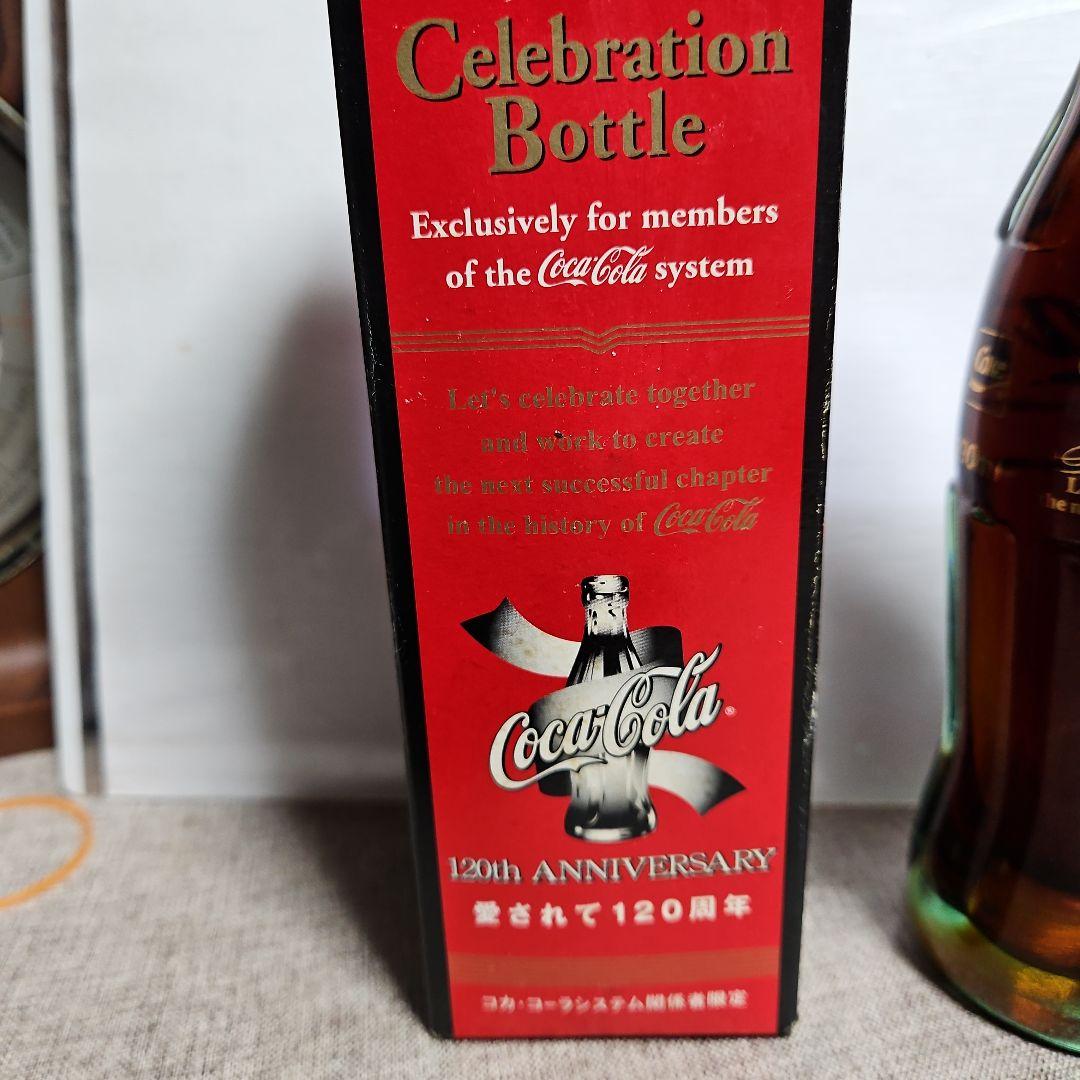 Celebration
Bottle
Exclusively for members
of the Coca-Cola system
Let's celebrate together
and work to create
the next successful chapter
in the history of Coca-Cola
Coca-Cola®
120th ANNIVERSARY
愛されて120周年
コカ・コーラシステム関係者限定
Coke